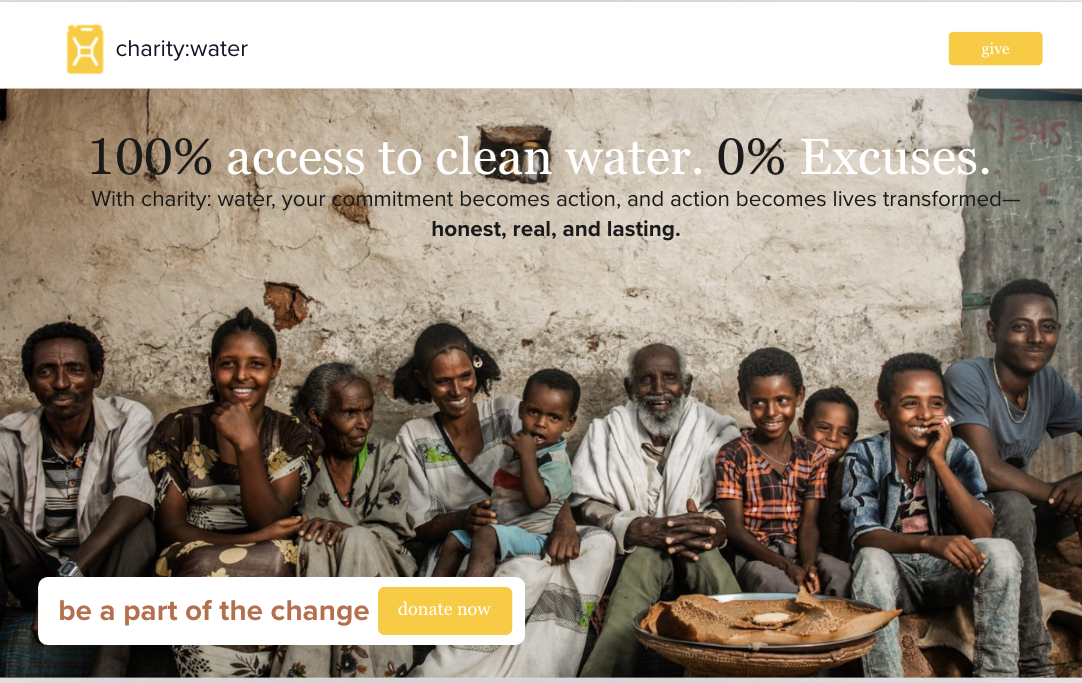 charity:water
give
100% access to clean water. 0% Excuses.
With charity: water, your commitment becomes action, and action becomes lives transformed—
honest, real, and lasting.
be a part of the change
donate now